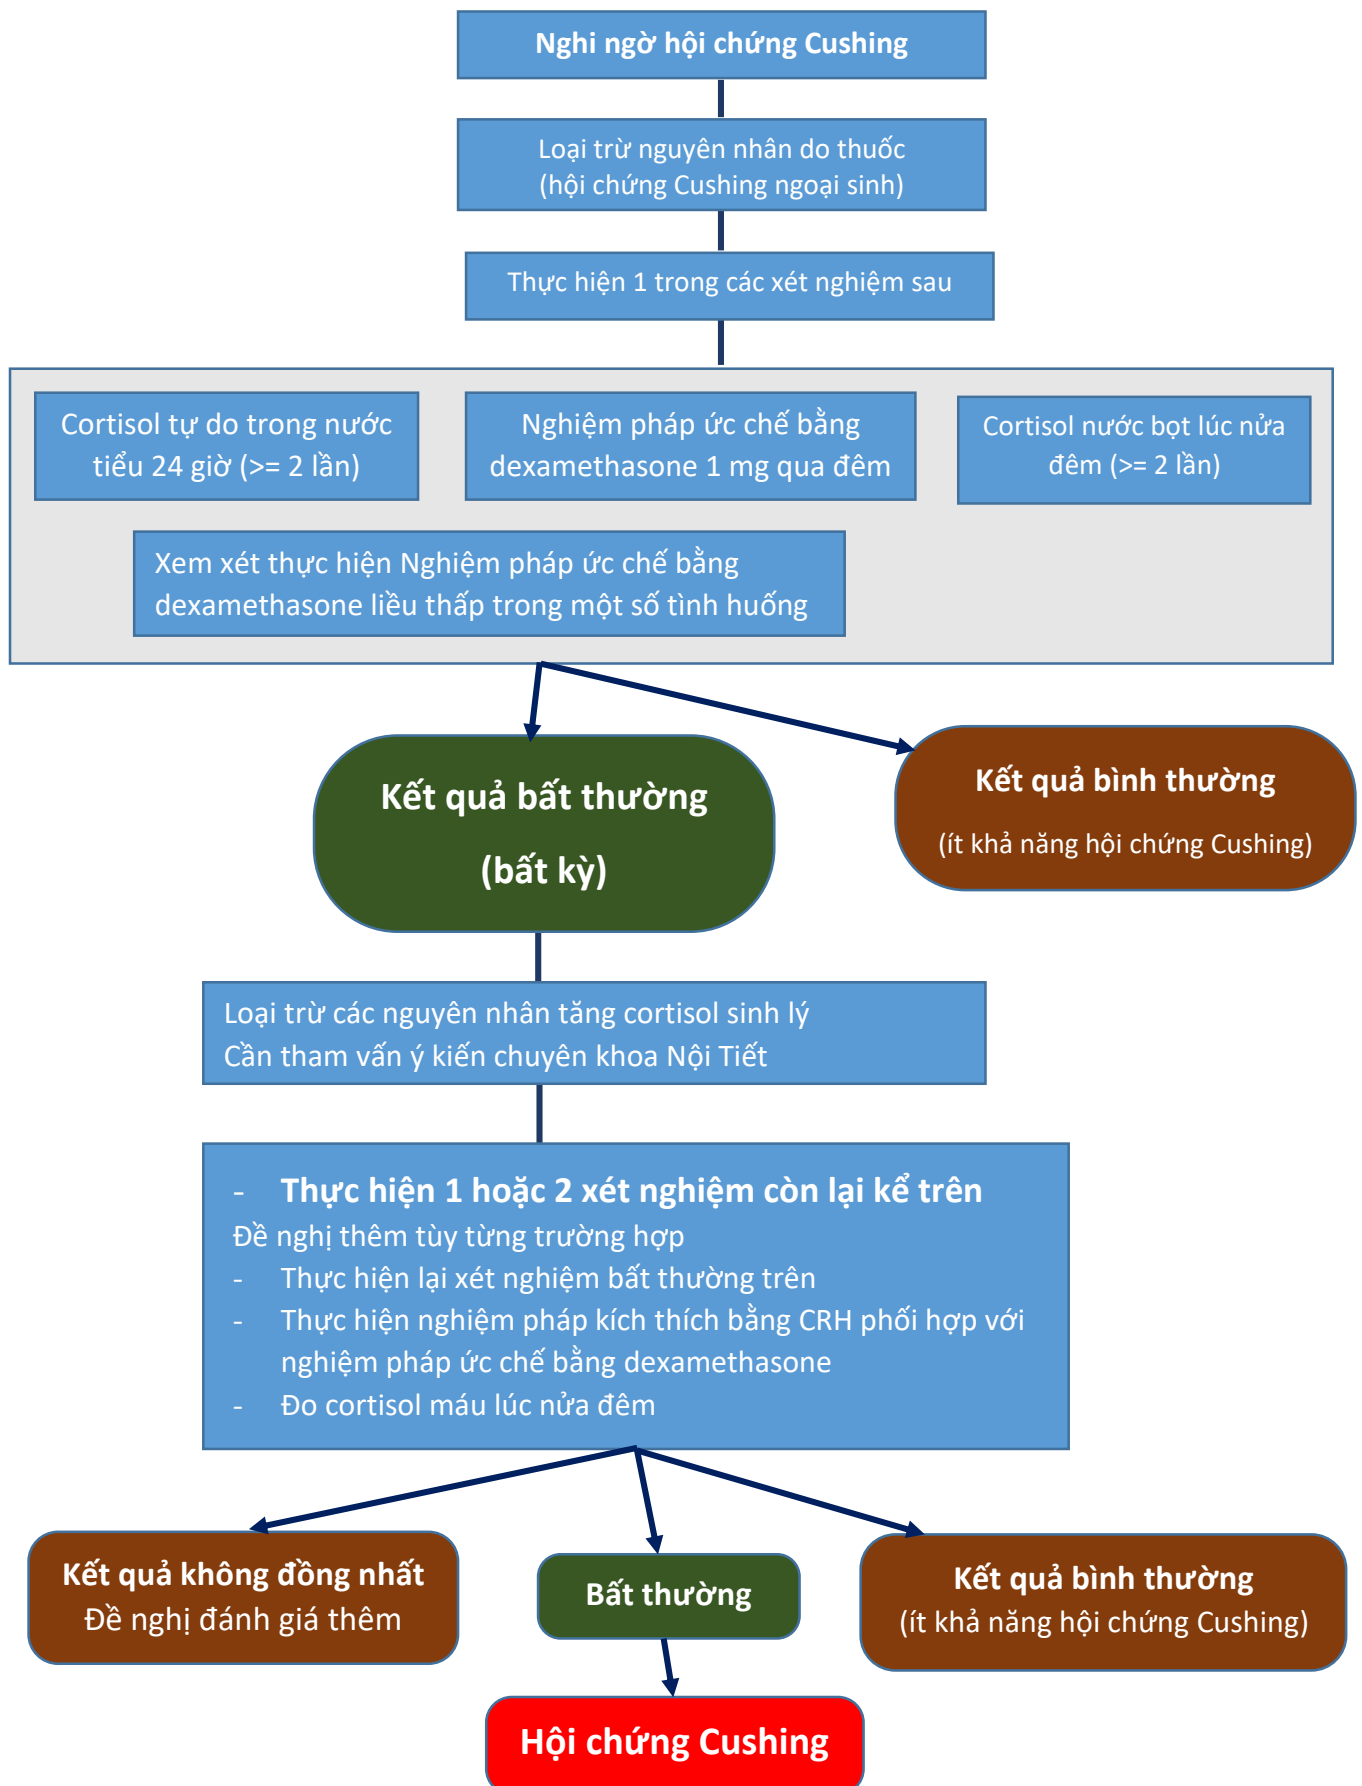 Nghi ngờ hội chứng Cushing
Loại trừ nguyên nhân do thuốc
(hội chứng Cushing ngoại sinh)
Thực hiện 1 trong các xét nghiệm sau
Cortisol tự do trong nước
tiểu 24 giờ (>= 2 lần)
Nghiệm pháp ức chế bằng
dexamethasone 1 mg qua đêm
Cortisol nước bọt lúc nửa
đêm (>= 2 lần)
Xem xét thực hiện Nghiệm pháp ức chế bằng
dexamethasone liều thấp trong một số tình huống
Kết quả bất thường
(bất kỳ)
Kết quả bình thường
(ít khả năng hội chứng Cushing)
Loại trừ các nguyên nhân tăng cortisol sinh lý
Cần tham vấn ý kiến chuyên khoa Nội Tiết
- Thực hiện 1 hoặc 2 xét nghiệm còn lại kể trên
Đề nghị thêm tùy từng trường hợp
- Thực hiện lại xét nghiệm bất thường trên
- Thực hiện nghiệm pháp kích thích bằng CRH phối hợp với
nghiệm pháp ức chế bằng dexamethasone
- Đo cortisol máu lúc nửa đêm
Kết quả không đồng nhất
Đề nghị đánh giá thêm
Bất thường
Kết quả bình thường
(ít khả năng hội chứng Cushing)
Hội chứng Cushing